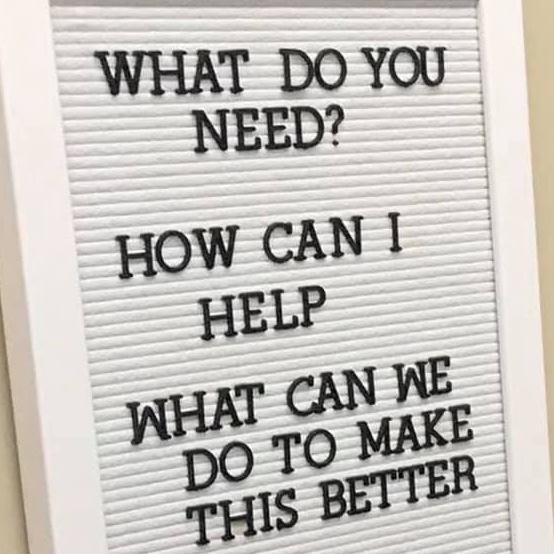 WHAT DO YOU
NEED?
HOW CAN I
HELP
WHAT CAN WE
DO TO MAKE
THIS BETTER